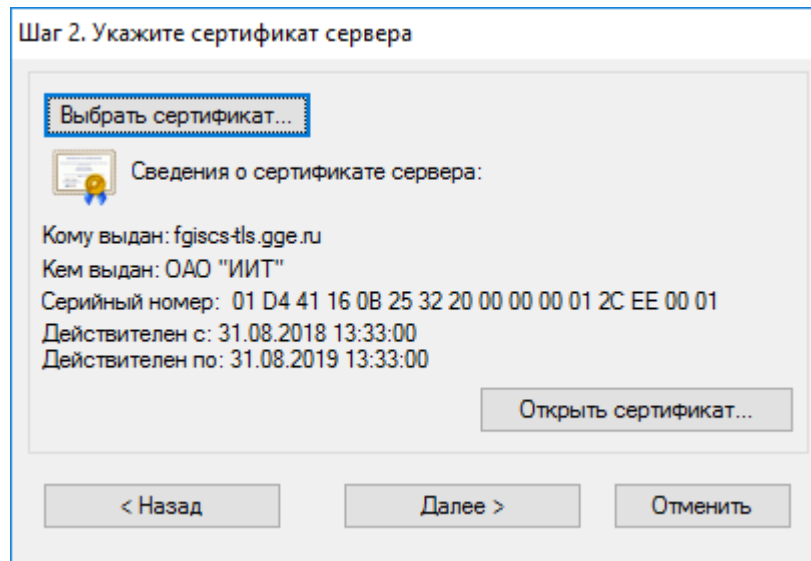 Шаг 2. Укажите сертификат сервера
Выбрать сертификат...
Сведения о сертификате сервера:
Кому выдан: fgiscs-tls.gge.ru
Кем выдан: ОАО "ИИТ"
Серийный номер: 01 D4 41 16 0B 25 32 20 00 00 00 01 2C EE 00 01
Действителен с: 31.08.2018 13:33:00
Действителен по: 31.08.2019 13:33:00
Открыть сертификат...
< Назад
Далее >
Отменить